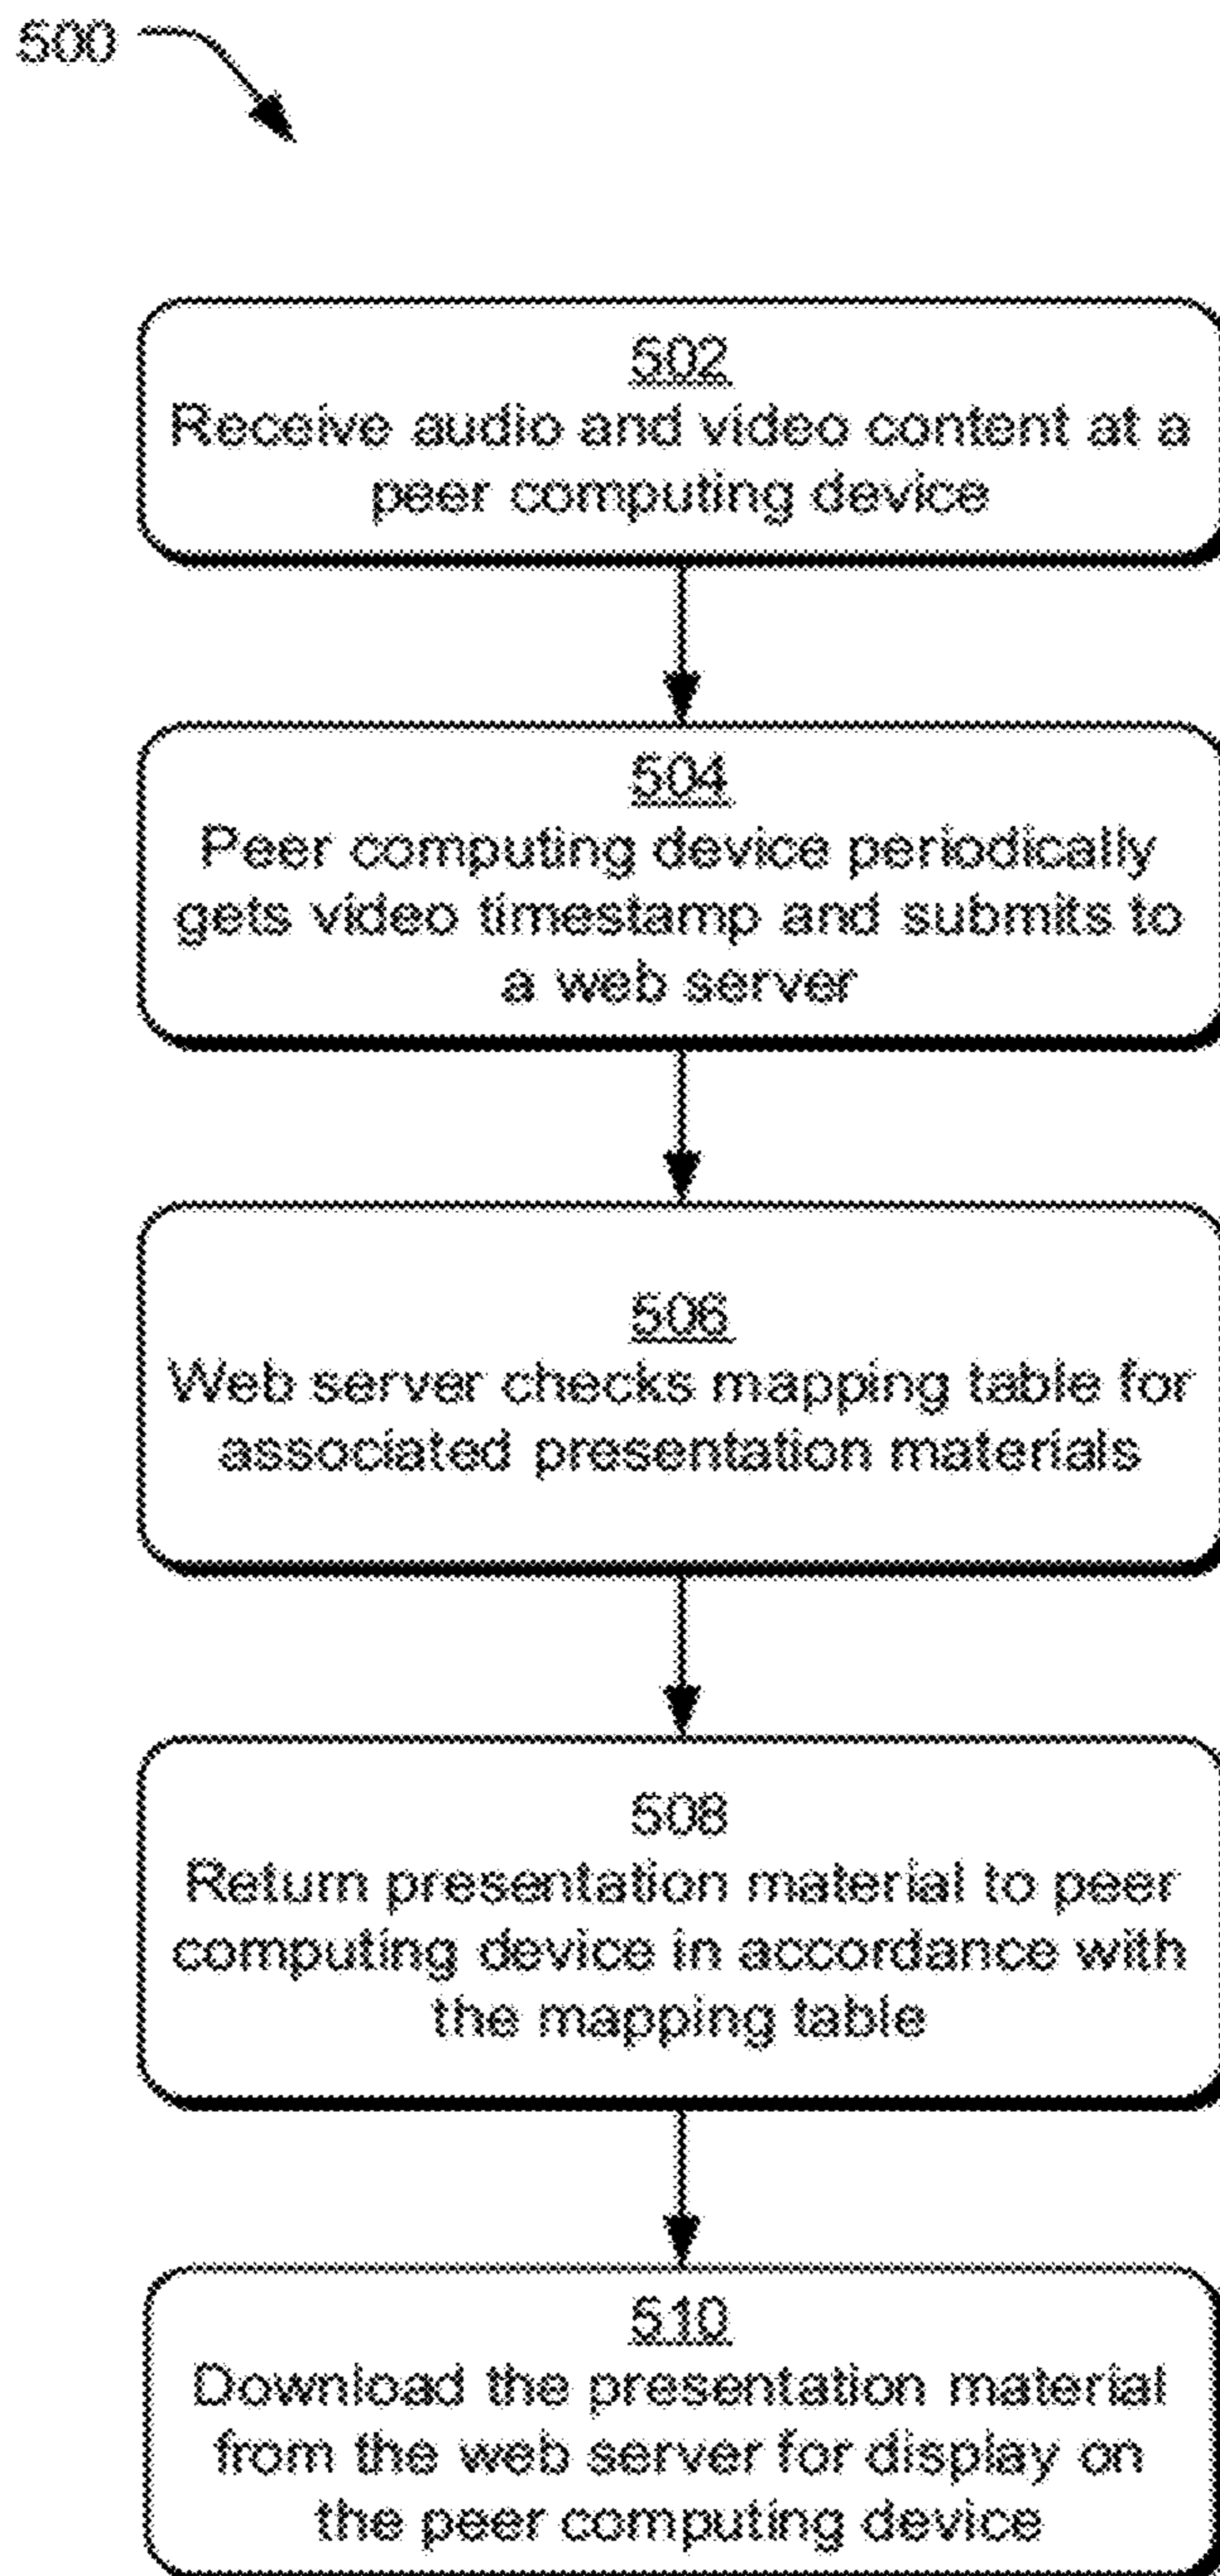 500
502
Receive audio and video content at a
peer computing device
504
Peer computing device periodically
gets video timestamp and submits to
a web server
506
Web server checks mapping table for
associated presentation materials
508
Return presentation material to peer
computing device in accordance with
the mapping table
510
Download the presentation material
from the web server for display on
the peer computing device